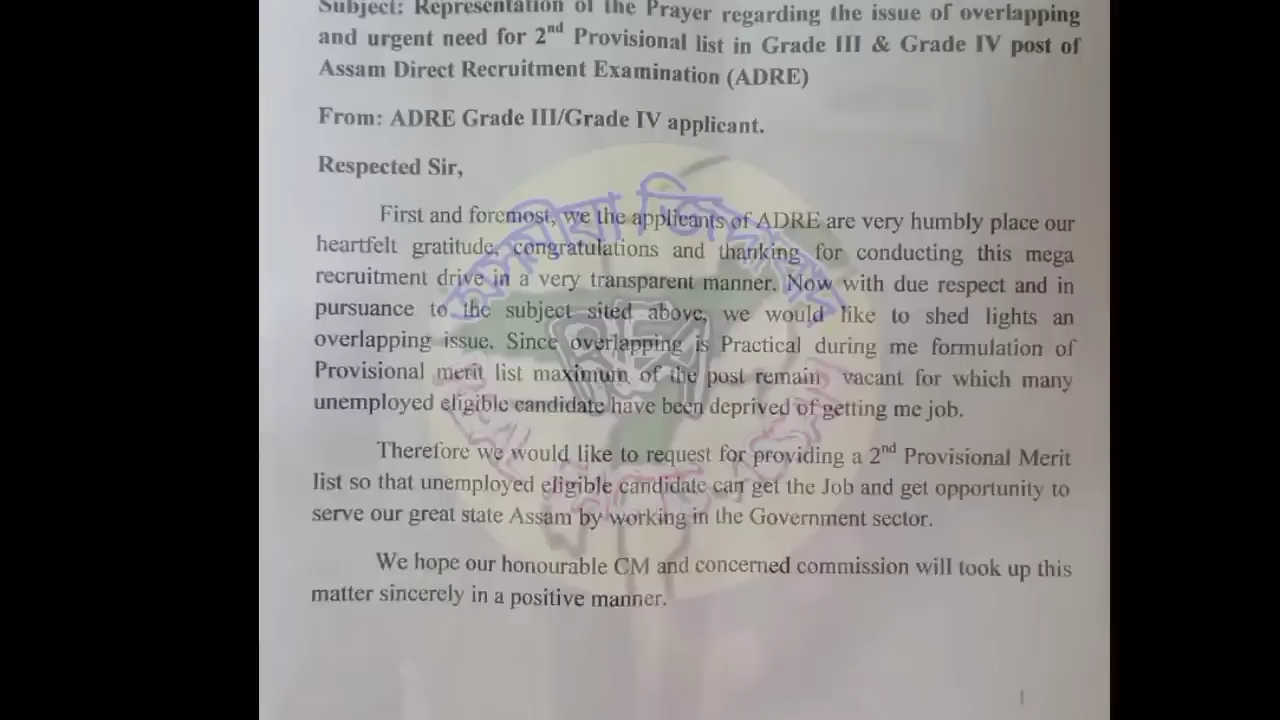 Subject: Representation of the Prayer regarding the issue of overlapping
and urgent need for 2nd Provisional list in Grade III & Grade IV post of
Assam Direct Recruitment Examination (ADRE)
From: ADRE Grade III/Grade IV applicant.
Respected Sir,
First and foremost, we the applicants of ADRE are very humbly place our
heartfelt gratitude, congratulations and thanking for conducting this mega
recruitment drive in a very transparent manner. Now with due respect and in
pursuance to the subject sited above, we would like to shed lights an
overlapping issue. Since overlapping is Practical during me formulation of
Provisional merit list maximum of the post remain vacant for which many
unemployed eligible candidate have been deprived of getting me job.
Therefore we would like to request for providing a 2nd Provisional Merit
list so that unemployed eligible candidate can get the Job and get opportunity to
serve our great state Assam by working in the Government sector.
We hope our honourable CM and concerned commission will took up this
matter sincerely in a positive manner.
1